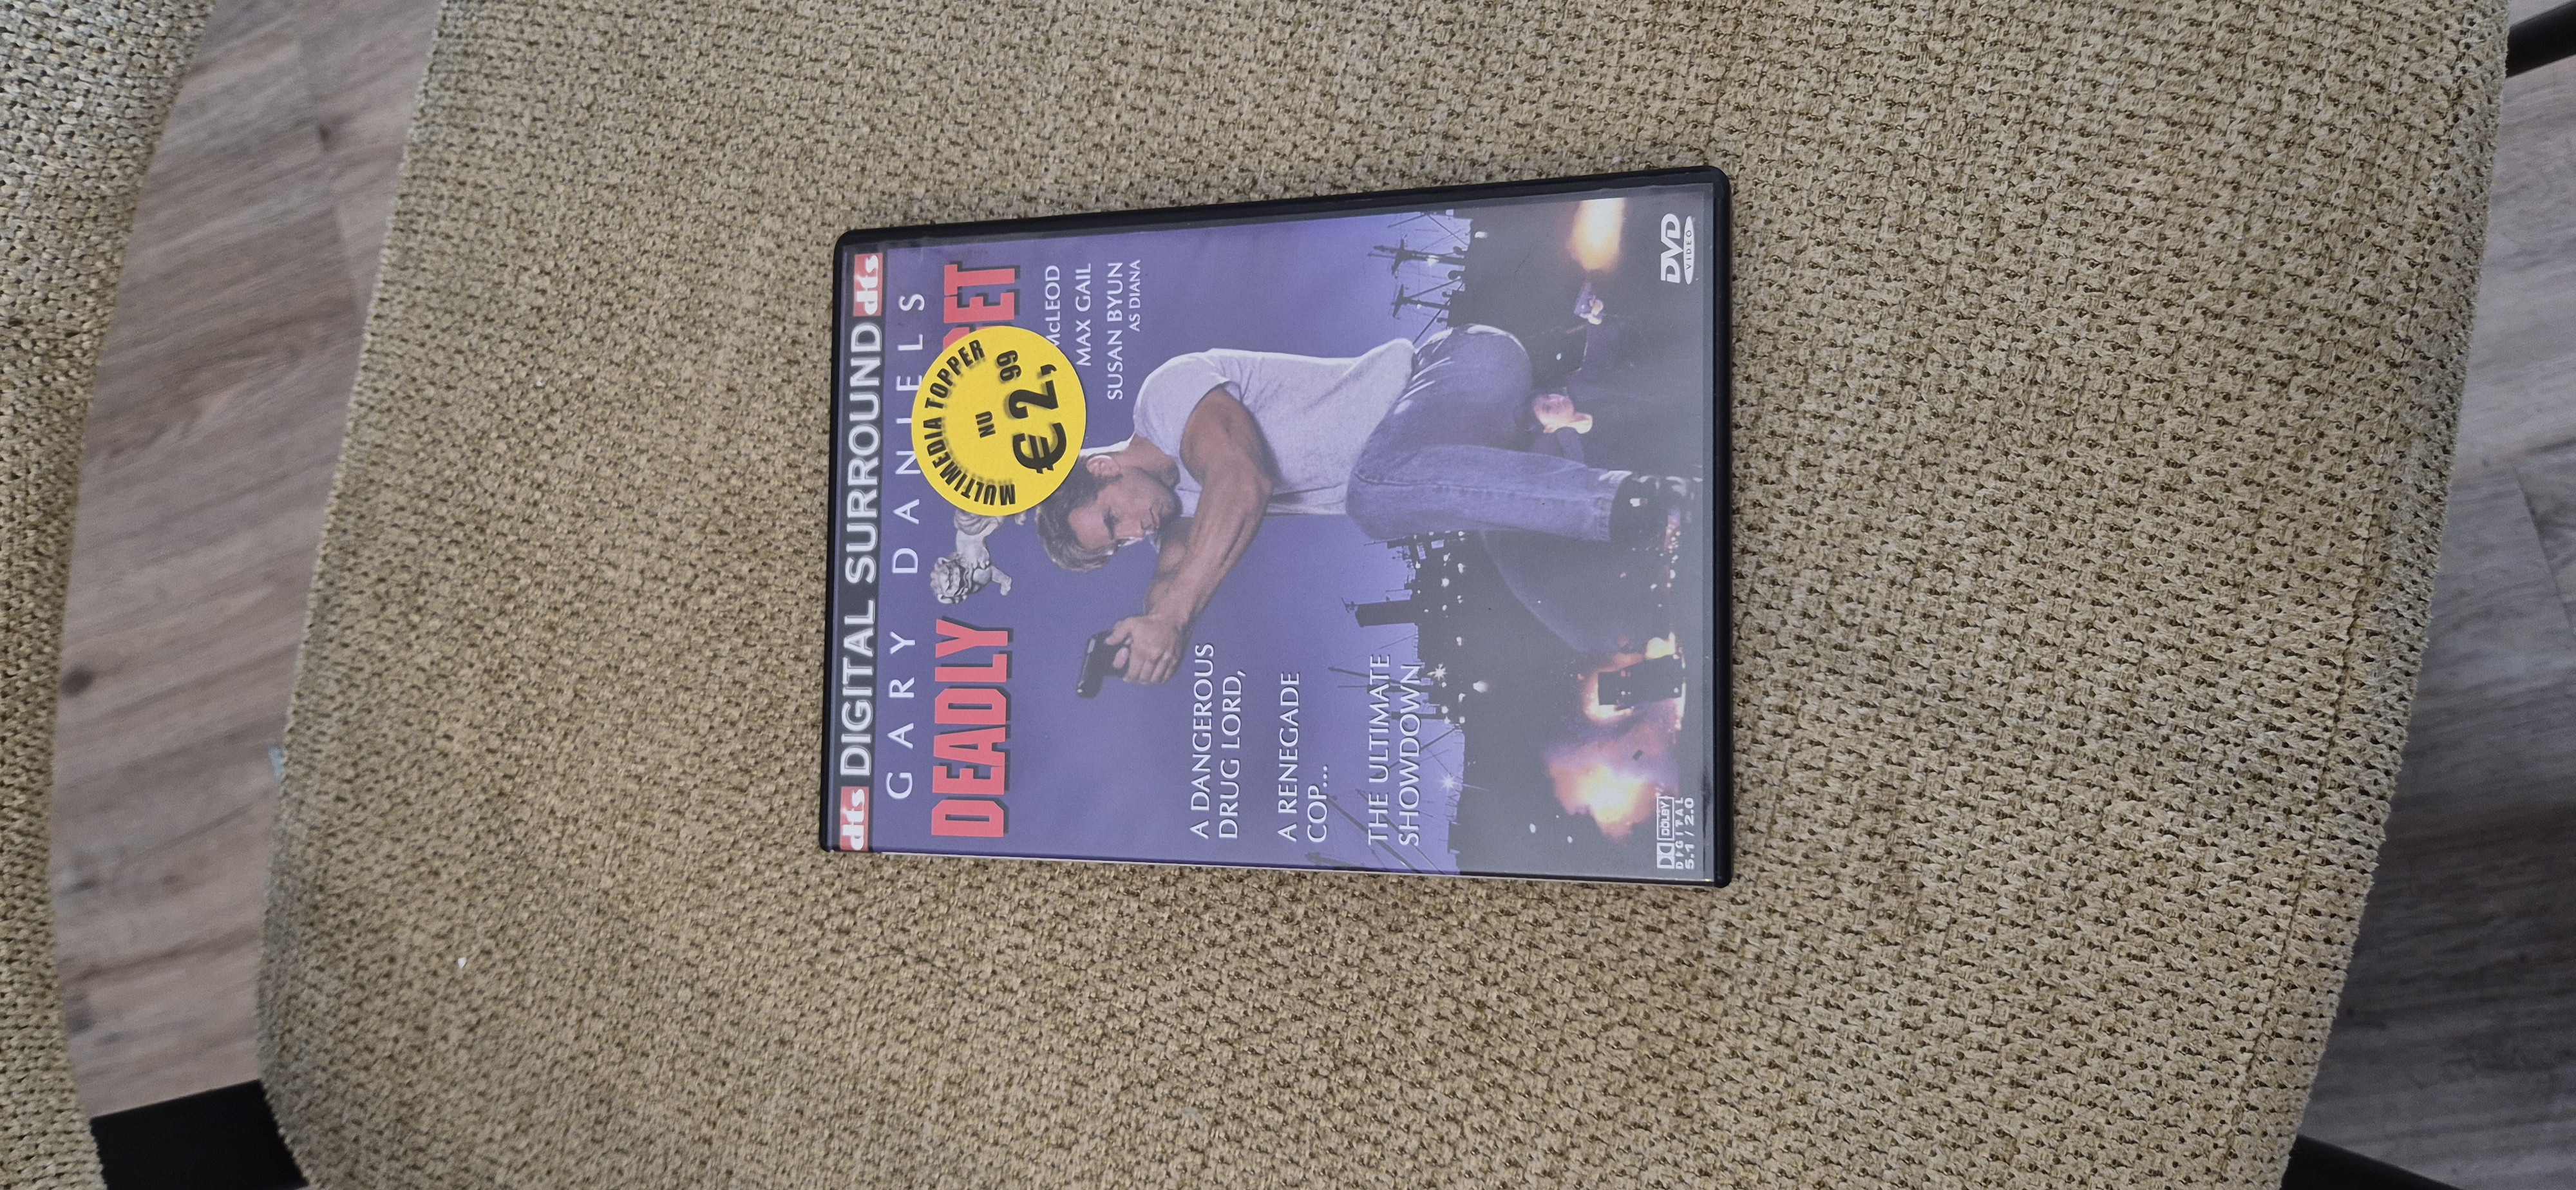 dts DIGITAL SURROUND dts
GARY DANIELS
DEADLY
MULTIMEDIA TOPPER
NU
€2,99
McLEOD
MAX GAIL
SUSAN BYUN
AS DIANA
A DANGEROUS
DRUG LORD,
A RENEGADE
COP...
THE ULTIMATE
SHOWDOWN
DOLBY
DIGITAL
5.1 / 2.0
DVD
VIDEO